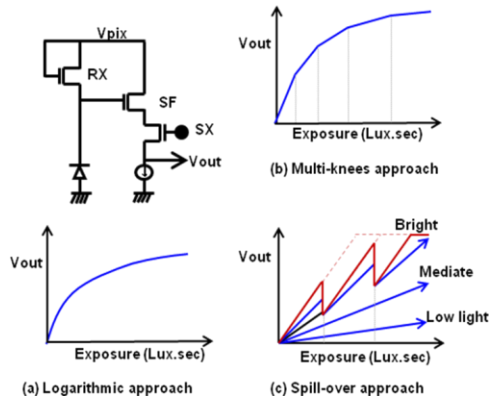 Vpix
RX
SF
SX
Vout
Vout
Exposure (Lux.sec)
(b) Multi-knees approach
Vout
Exposure (Lux.sec)
(a) Logarithmic approach
Vout
Bright
Mediate
Low light
Exposure (Lux.sec)
(c) Spill-over approach